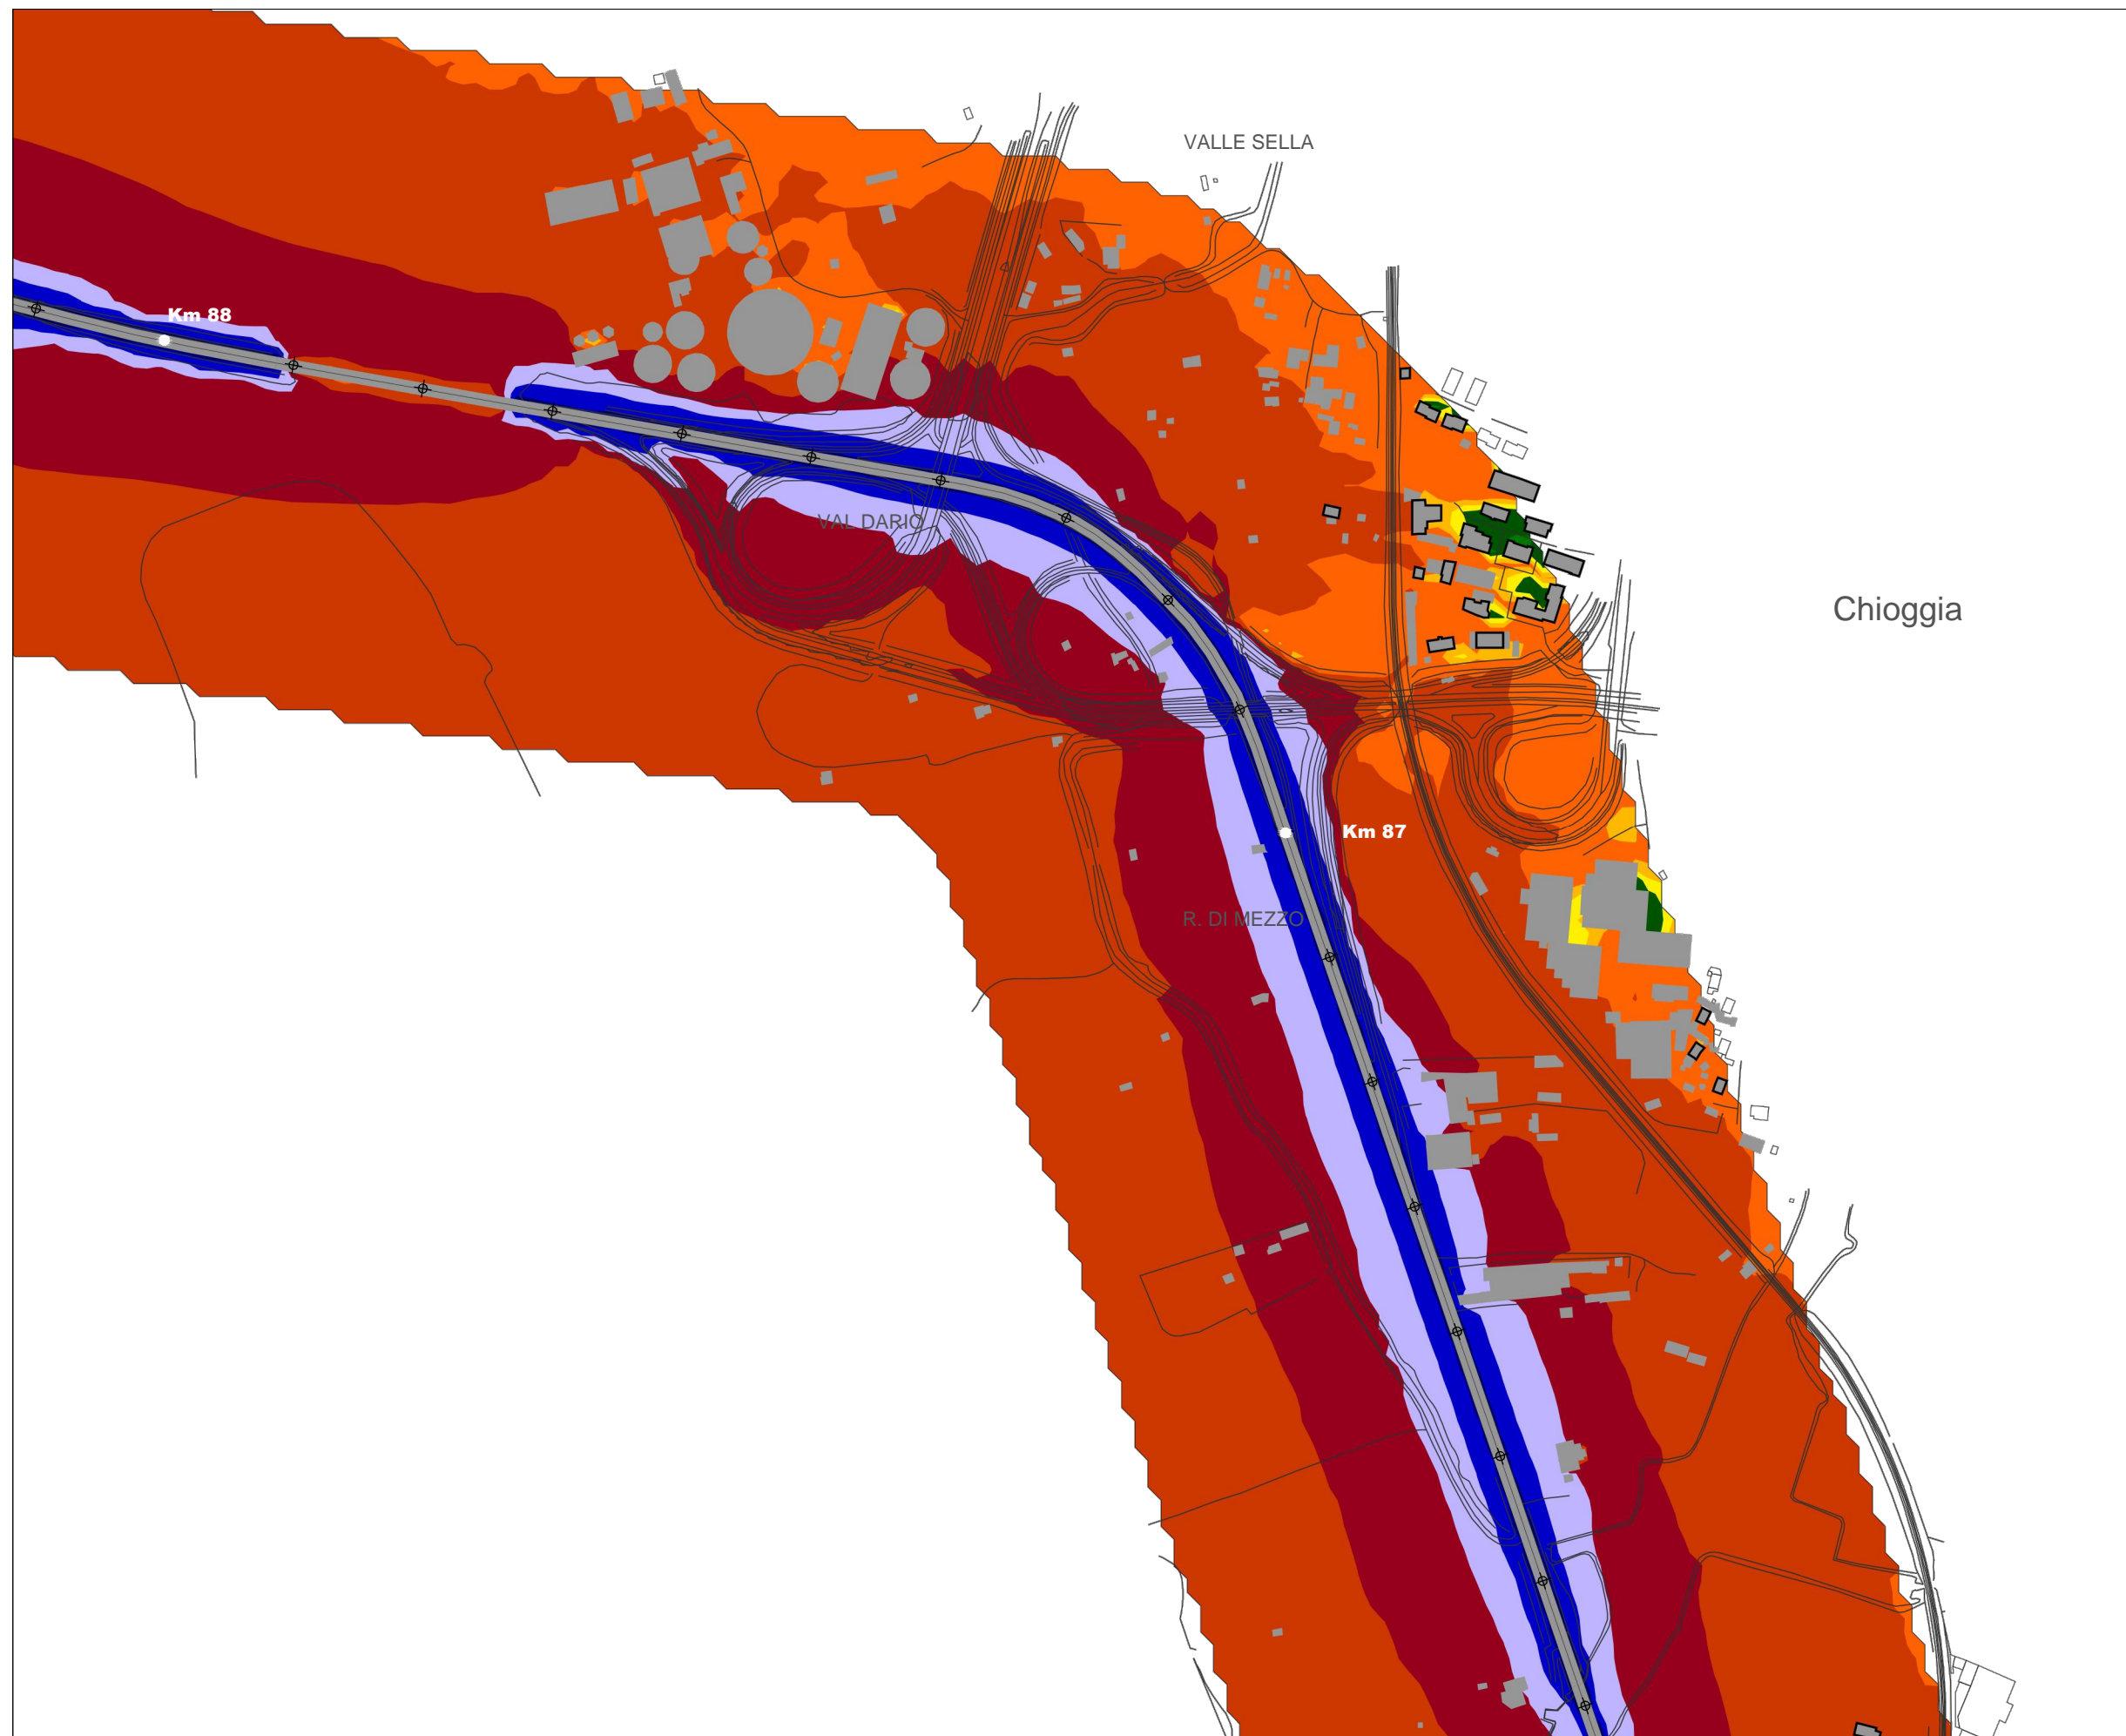 VALLE SELLA
Km 88
VAL DARIO
Chioggia
Km 87
R. DI MEZZO